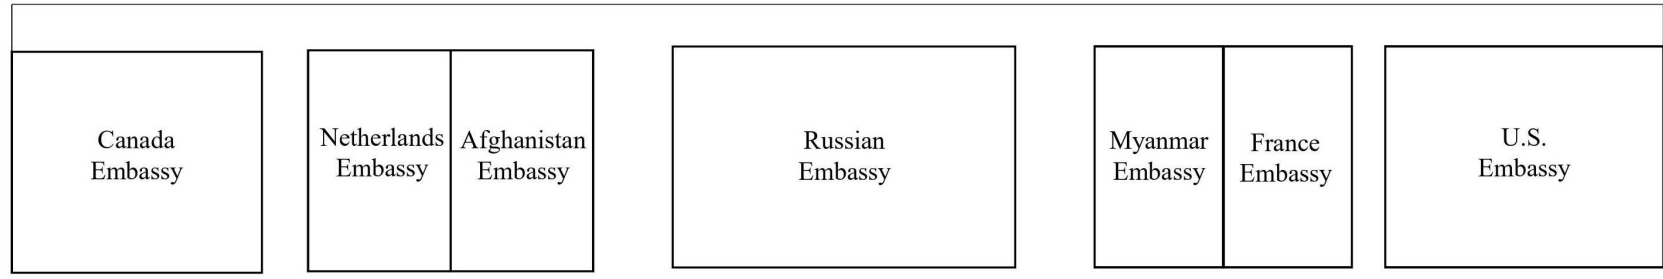 Canada
Embassy
Netherlands
Embassy
Afghanistan
Embassy
Russian
Embassy
Myanmar
Embassy
France
Embassy
U.S.
Embassy